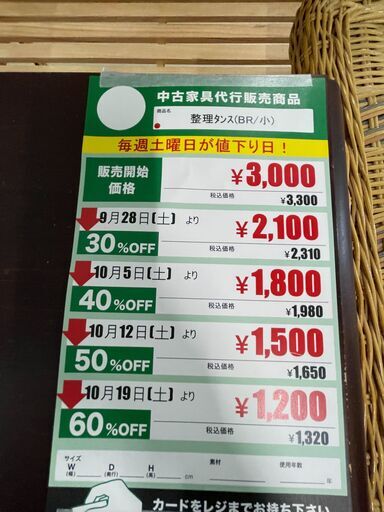 中古家具代行販売商品
商品名
整理タンス(BR/小)
毎週土曜日が値下り日！
販売開始価格
¥3,000
税込価格 ¥3,300
9月28日(土) より
30%OFF
¥2,100
税込価格 ¥2,310
10月5日(土) より
40%OFF
¥1,800
税込価格 ¥1,980
10月12日(土) より
50%OFF
¥1,500
税込価格 ¥1,650
10月19日(土) より
60%OFF
¥1,200
税込価格 ¥1,320
サイズ 素材 使用年数
W(幅) D(奥行) H(高) cm 年
カードをレジまでお持ち下さい